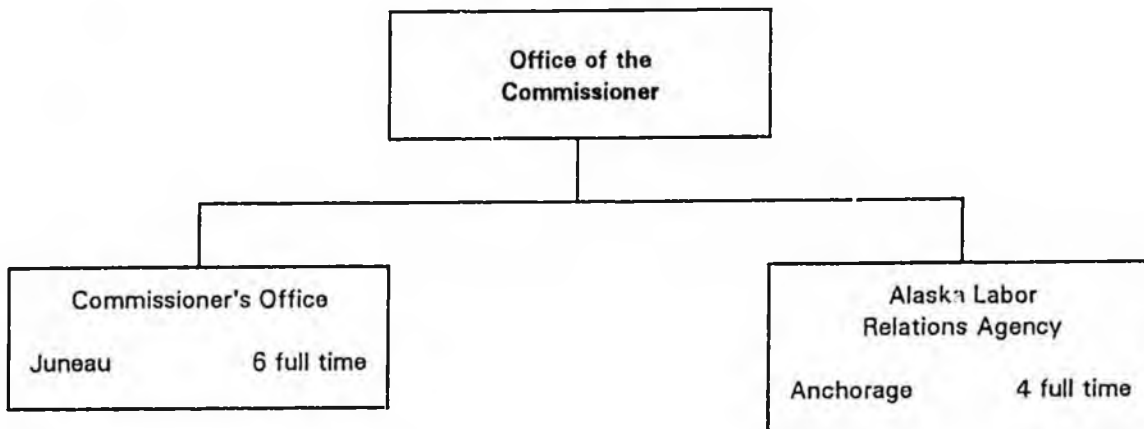 Office of the
Commissioner
Commissioner's Office
Juneau 6 full time
Alaska Labor
Relations Agency
Anchorage 4 full time